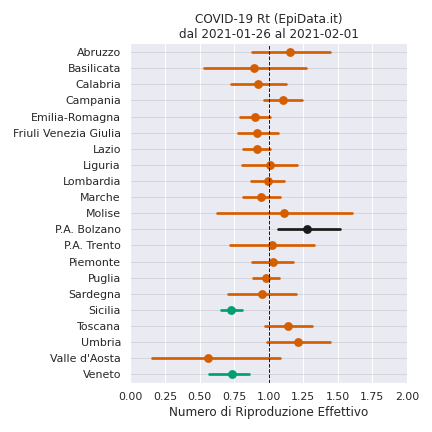 COVID-19 Rt (EpiData.it)
dal 2021-01-26 al 2021-02-01
Abruzzo
Basilicata
Calabria
Campania
Emilia-Romagna
Friuli Venezia Giulia
Lazio
Liguria
Lombardia
Marche
Molise
P.A. Bolzano
P.A. Trento
Piemonte
Puglia
Sardegna
Sicilia
Toscana
Umbria
Valle d'Aosta
Veneto
0.00 0.25 0.50 0.75 1.00 1.25 1.50 1.75 2.00
Numero di Riproduzione Effettivo